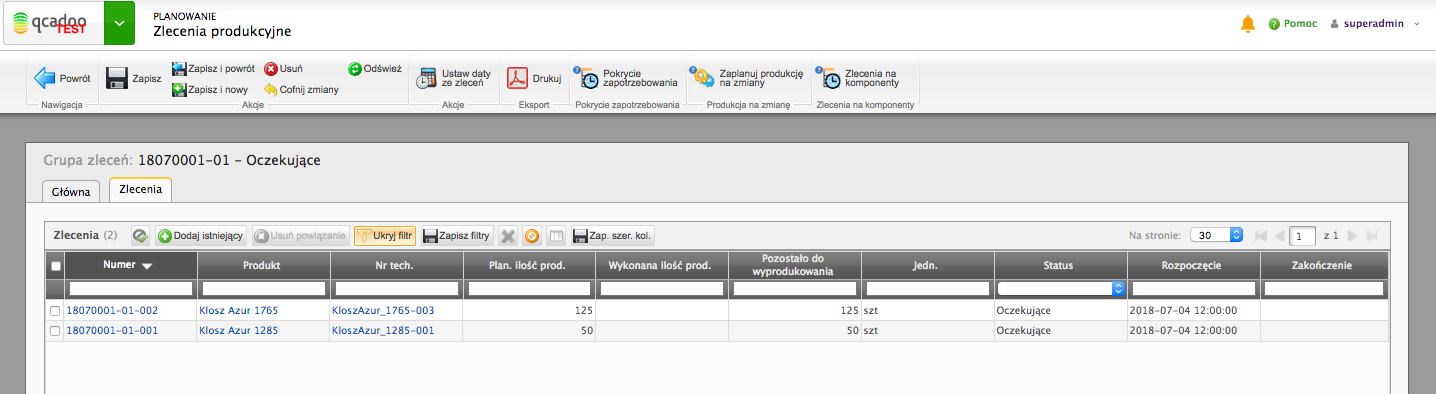 qcadoo
TEST
PLANOWANIE
Zlecenia produkcyjne
Pomoc
superadmin
Powrót
Nawigacja
Zapisz
Zapisz i powrót
Zapisz i nowy
Usuń
Cofnij zmiany
Odśwież
Akcje
Ustaw daty
ze zleceń
Akcje
Drukuj
Eksport
Pokrycie
zapotrzebowania
Pokrycie zapotrzebowania
Zaplanuj produkcję
na zmiany
Produkcja na zmianę
Zlecenia na
komponenty
Zlecenia na komponenty
Grupa zleceń: 18070001-01 - Oczekujące
Główna Zlecenia
Zlecenia (2) Dodaj istniejący Usuń powiązanie Ukryj filtr Zapisz filtry Zap. szer. kol. Na stronie: 30 1 z 1
Numer Produkt Nr tech. Plan. ilość prod. Wykonana ilość prod. Pozostało do wyprodukowania Jedn. Status Rozpoczęcie Zakończenie
18070001-01-002 Klosz Azur 1765 KloszAzur_1765-003 125 125 szt Oczekujące 2018-07-04 12:00:00
18070001-01-001 Klosz Azur 1285 KloszAzur_1285-001 50 50 szt Oczekujące 2018-07-04 12:00:00